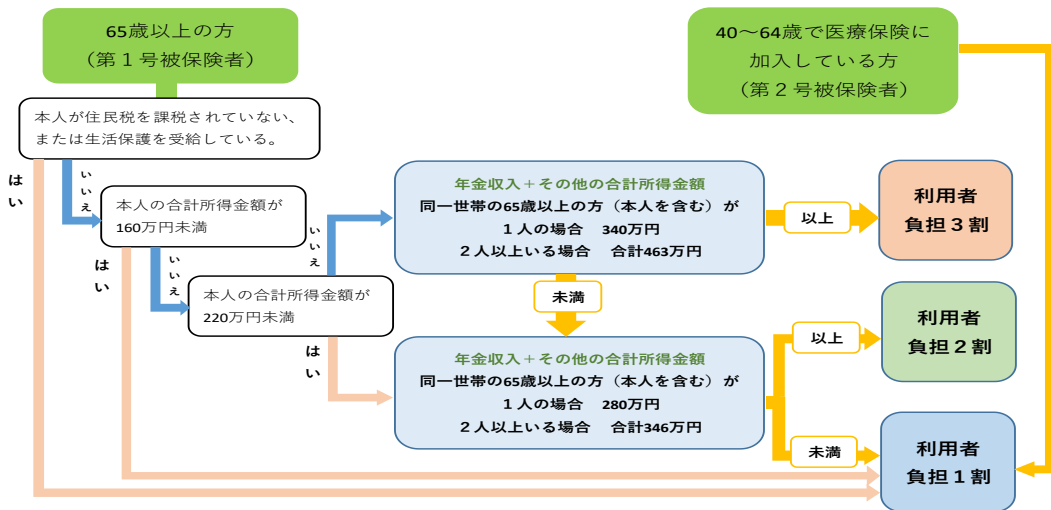 65歳以上の方
（第１号被保険者）
40～64歳で医療保険に
加入している方
（第２号被保険者）
本人が住民税を課税されていない、
または生活保護を受給している。
はい
いいえ
本人の合計所得金額が
160万円未満
はい
いいえ
本人の合計所得金額が
220万円未満
いいえ
はい
年金収入＋その他の合計所得金額
同一世帯の65歳以上の方（本人を含む）が
１人の場合　340万円
２人以上いる場合　合計463万円
以上
利用者
負担３割
未満
年金収入＋その他の合計所得金額
同一世帯の65歳以上の方（本人を含む）が
１人の場合　280万円
２人以上いる場合　合計346万円
以上
利用者
負担２割
未満
利用者
負担１割